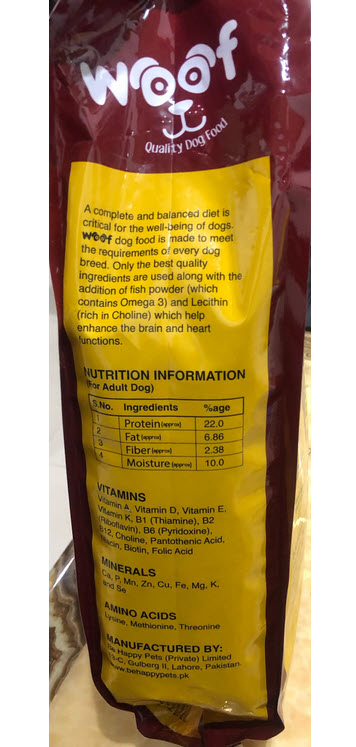 woof
Quality Dog Food
A complete and balanced diet is
critical for the well-being of dogs.
woof dog food is made to meet
the requirements of every dog
breed. Only the best quality
ingredients are used along with the
addition of fish powder (which
contains Omega 3) and Lecithin
(rich in Choline) which help
enhance the brain and heart
functions.
NUTRITION INFORMATION
(For Adult Dog)
S.No. Ingredients %age
1 Protein (approx) 22.0
2 Fat (approx) 6.86
3 Fiber (approx) 2.38
4 Moisture (approx) 10.0
VITAMINS
Vitamin A, Vitamin D, Vitamin E,
Vitamin K, B1 (Thiamine), B2
(Riboflavin), B6 (Pyridoxine),
B12, Choline, Pantothenic Acid,
Niacin, Biotin, Folic Acid
MINERALS
Ca, P, Mn, Zn, Cu, Fe, Mg, K,
and Se
AMINO ACIDS
Lysine, Methionine, Threonine
MANUFACTURED BY:
Be Happy Pets (Private) Limited
Gulberg II, Lahore, Pakistan.
www.behappypets.pk